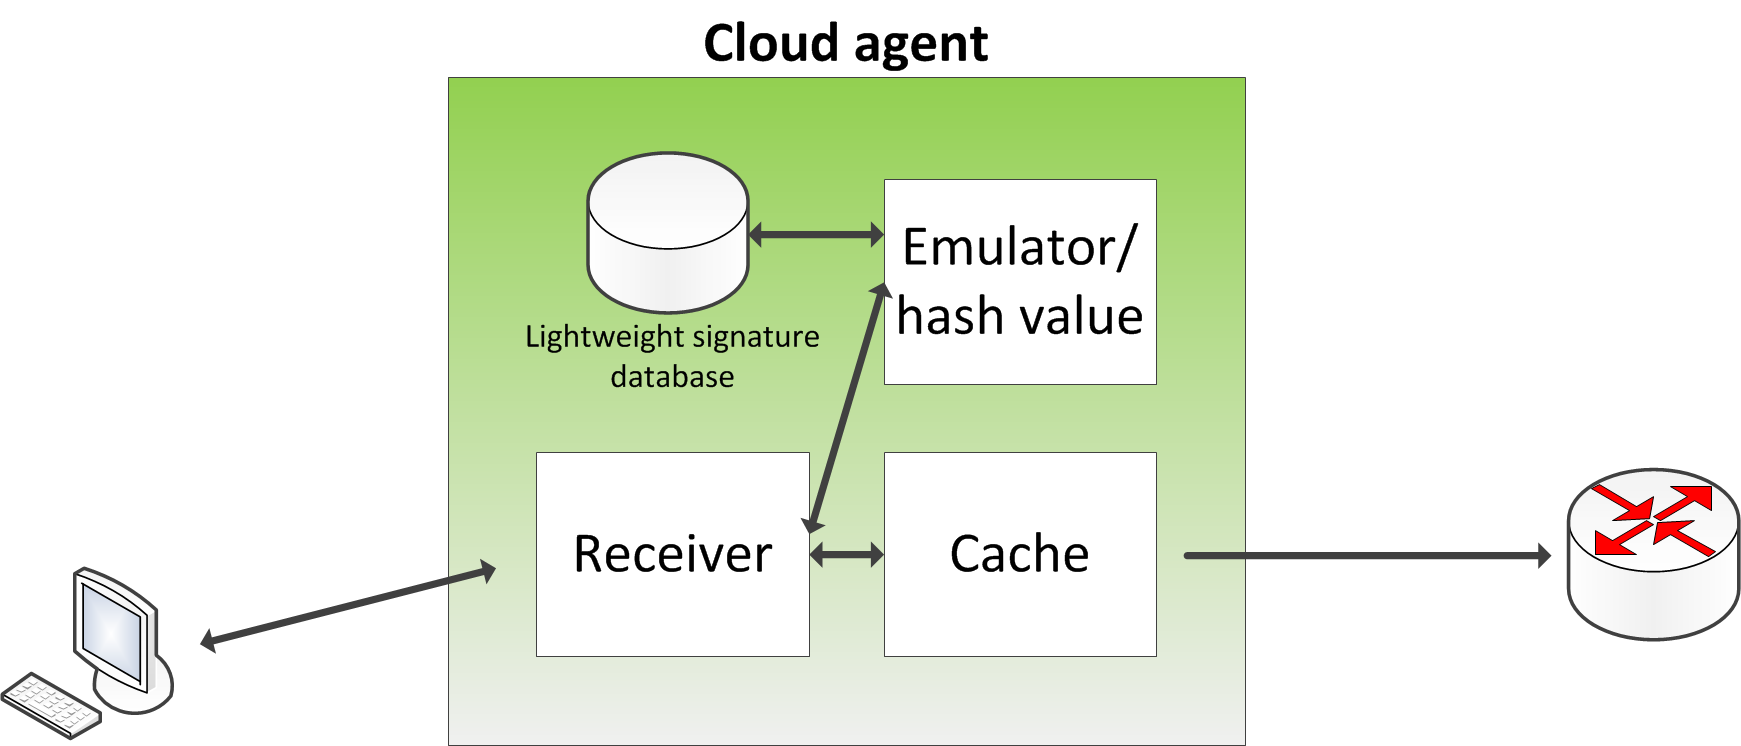 Cloud agent
Emulator/
hash value
Lightweight signature
database
Receiver
Cache